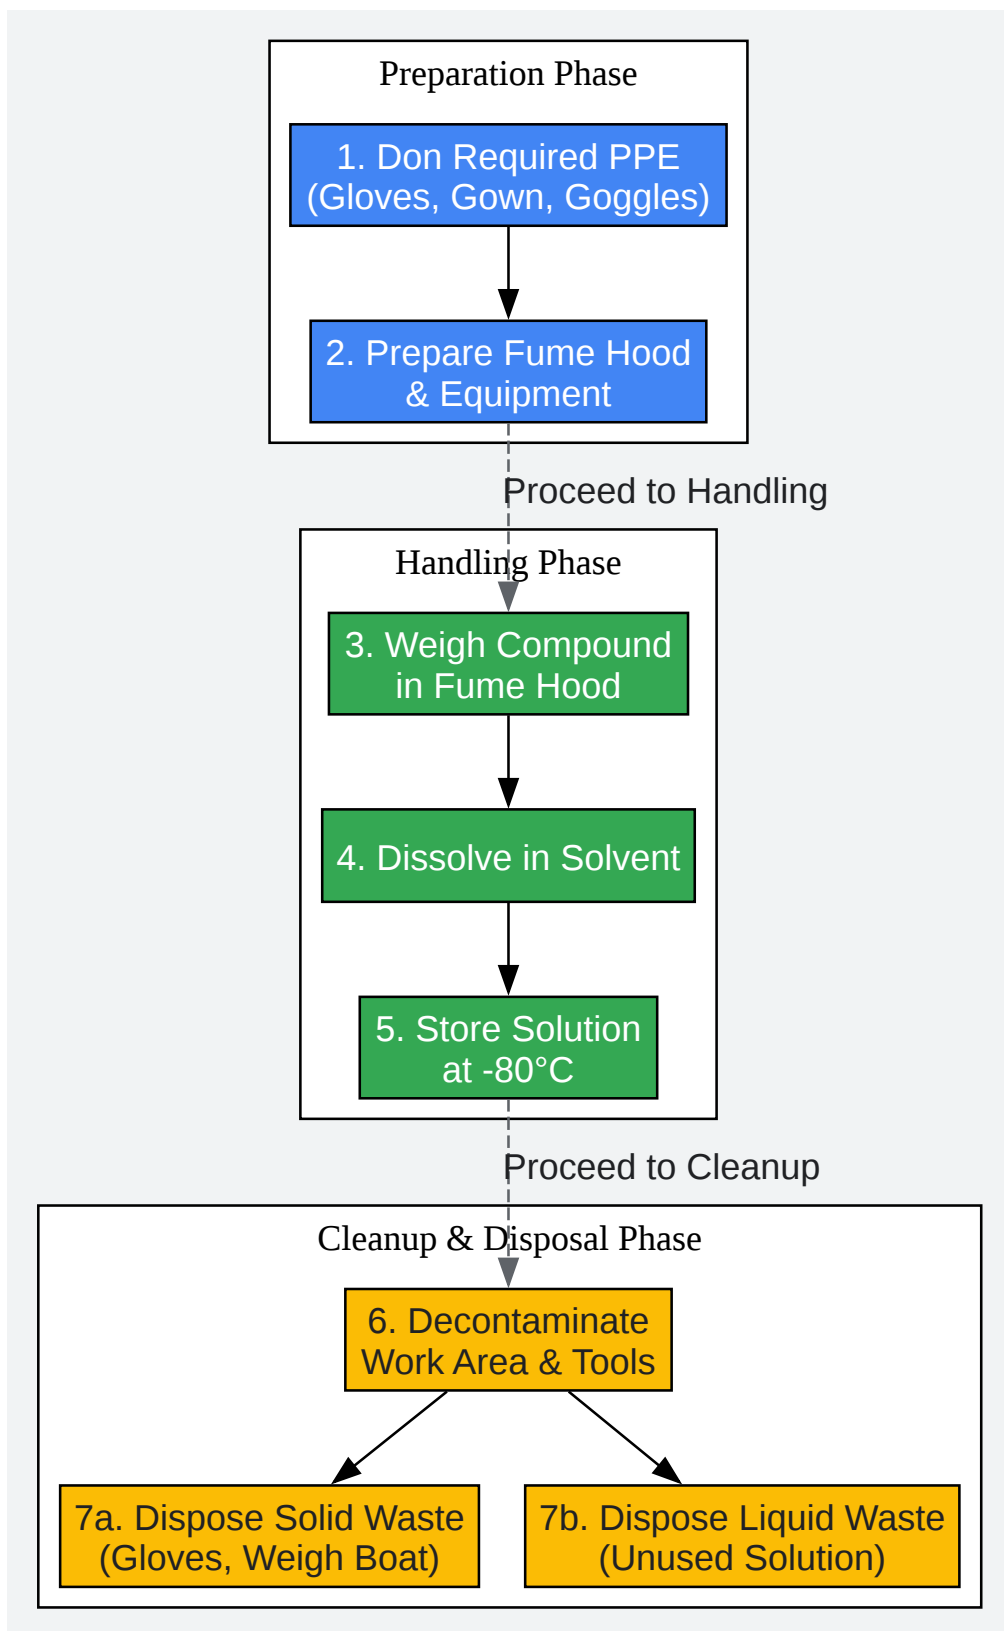 Preparation Phase
1. Don Required PPE
(Gloves, Gown, Goggles)
2. Prepare Fume Hood
& Equipment
Proceed to Handling
Handling Phase
3. Weigh Compound
in Fume Hood
4. Dissolve in Solvent
5. Store Solution
at -80°C
Proceed to Cleanup
Cleanup & Disposal Phase
6. Decontaminate
Work Area & Tools
7a. Dispose Solid Waste
(Gloves, Weigh Boat)
7b. Dispose Liquid Waste
(Unused Solution)